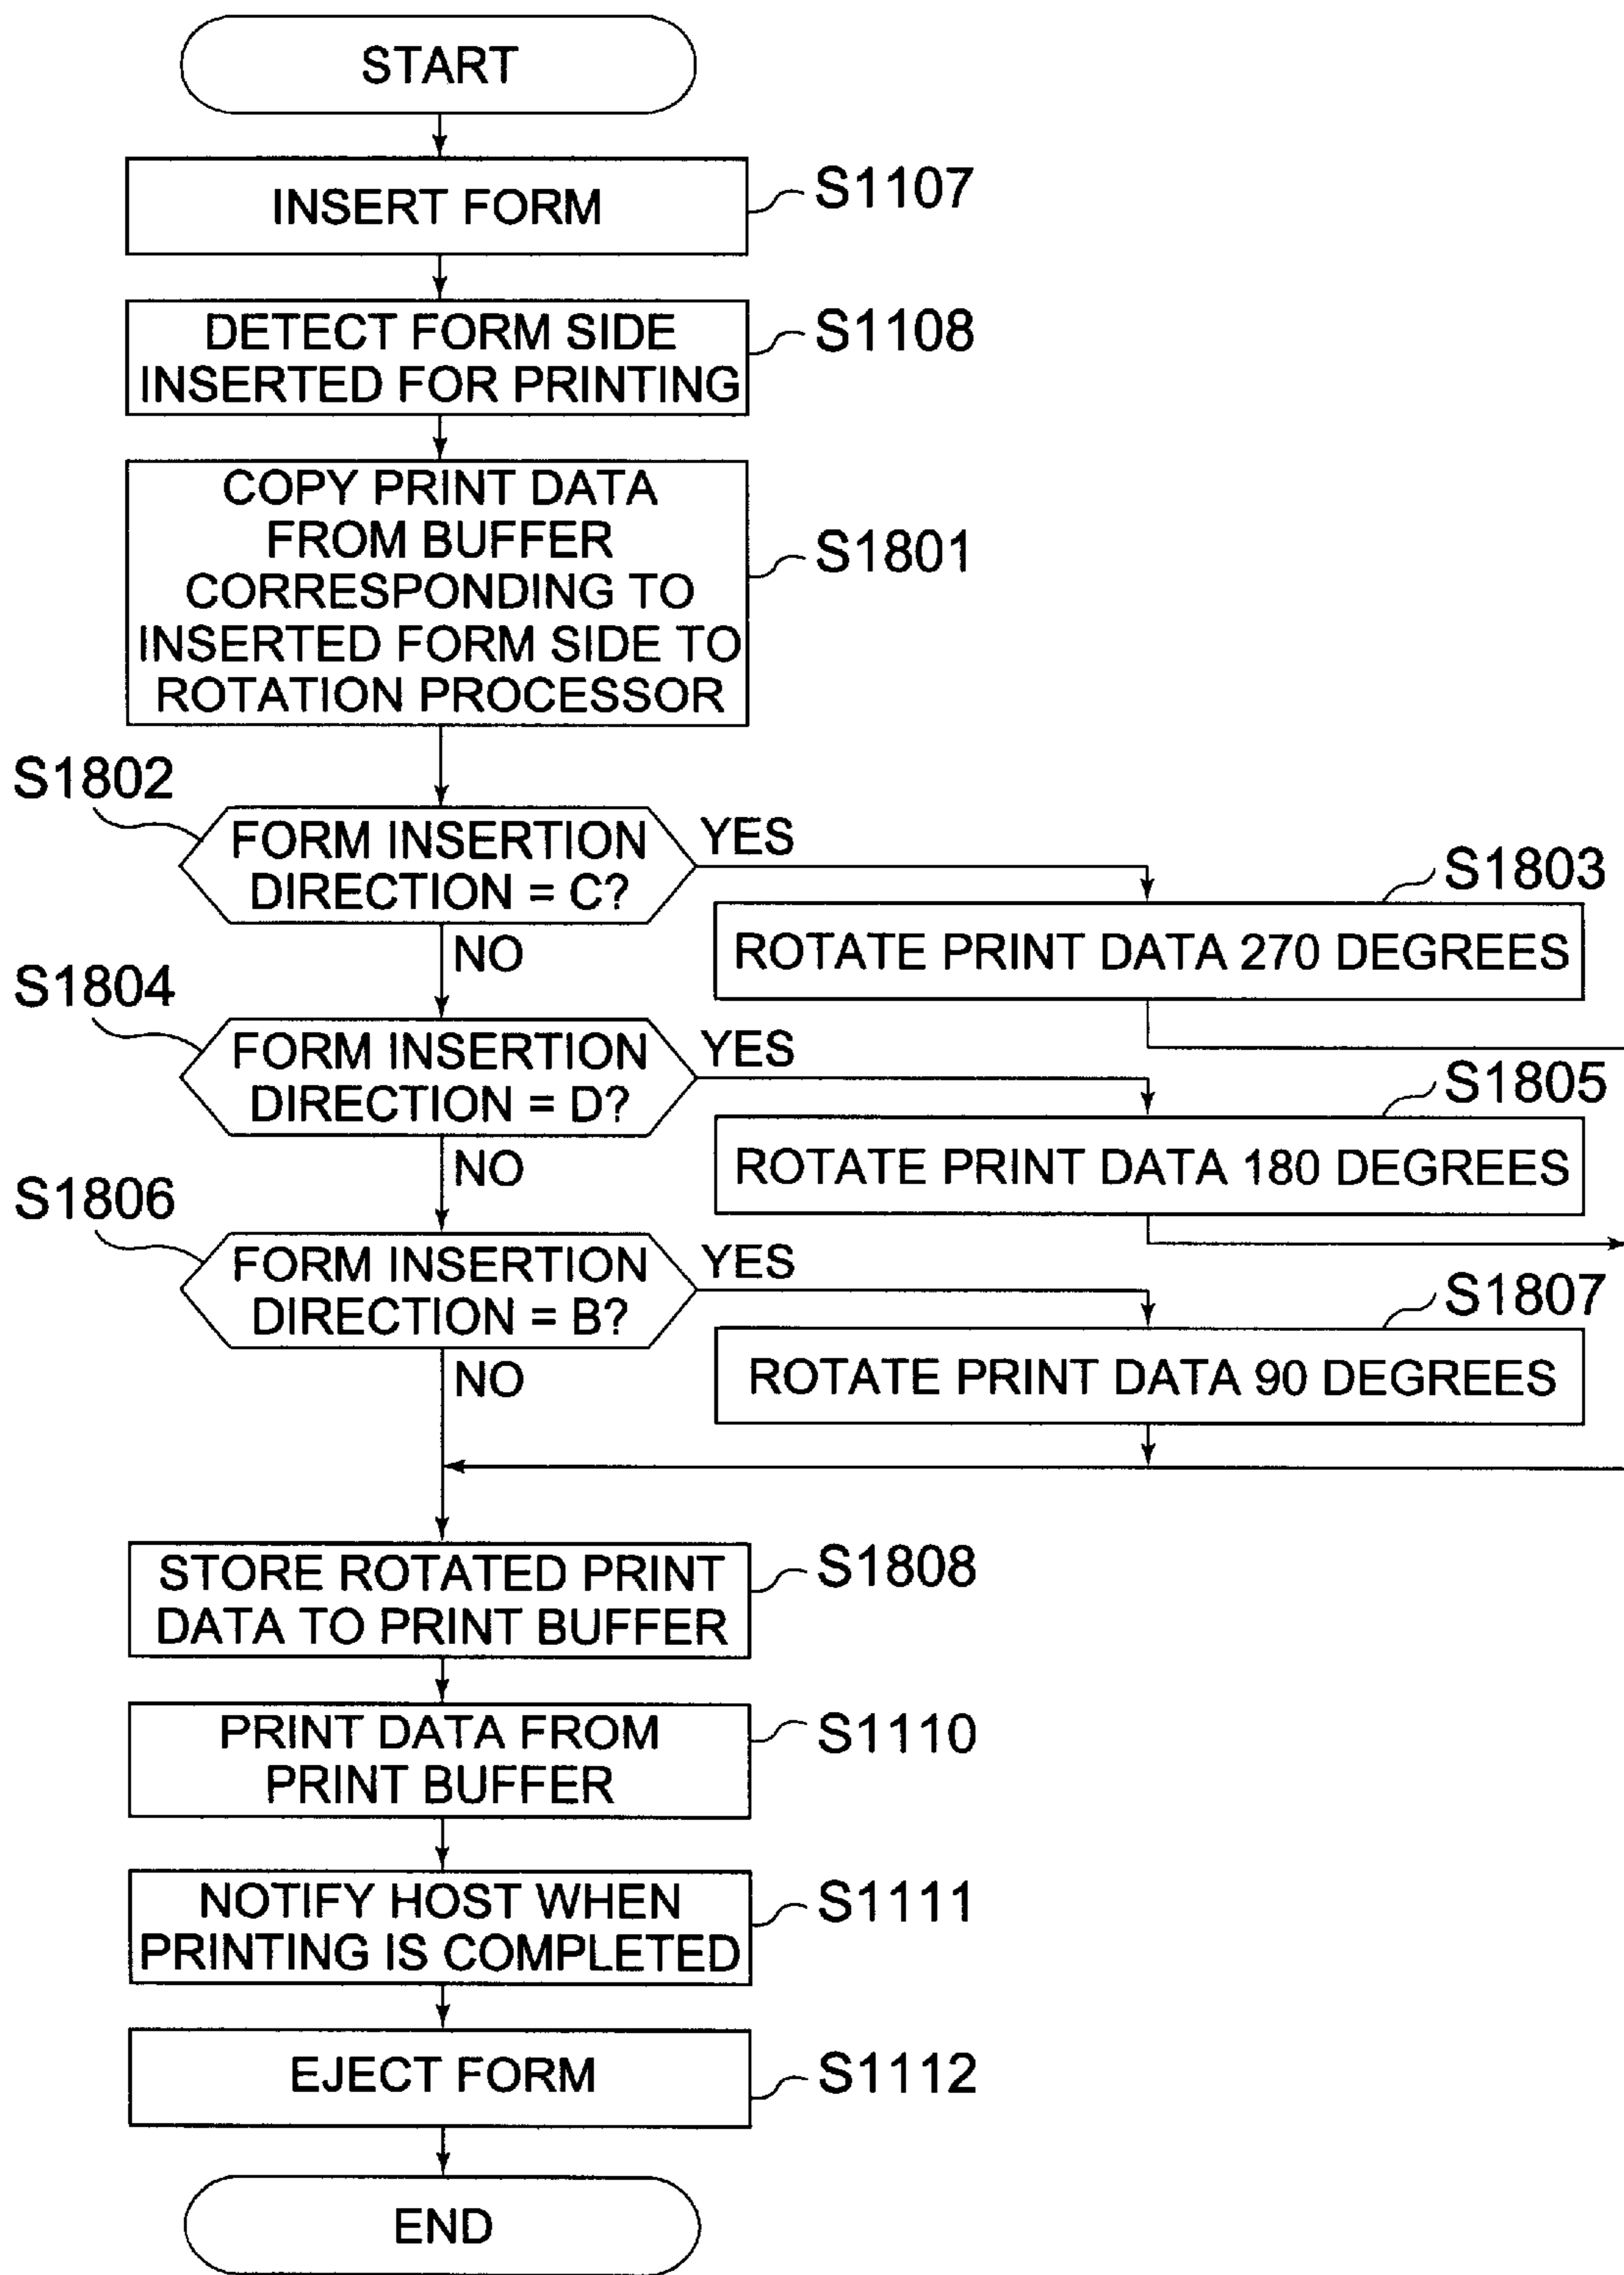 START
INSERT FORM
S1107
DETECT FORM SIDE
INSERTED FOR PRINTING
S1108
COPY PRINT DATA
FROM BUFFER
CORRESPONDING TO
INSERTED FORM SIDE TO
ROTATION PROCESSOR
S1801
S1802
FORM INSERTION
DIRECTION = C?
YES
NO
S1803
ROTATE PRINT DATA 270 DEGREES
S1804
FORM INSERTION
DIRECTION = D?
YES
NO
S1805
ROTATE PRINT DATA 180 DEGREES
S1806
FORM INSERTION
DIRECTION = B?
YES
NO
S1807
ROTATE PRINT DATA 90 DEGREES
STORE ROTATED PRINT
DATA TO PRINT BUFFER
S1808
PRINT DATA FROM
PRINT BUFFER
S1110
NOTIFY HOST WHEN
PRINTING IS COMPLETED
S1111
EJECT FORM
S1112
END